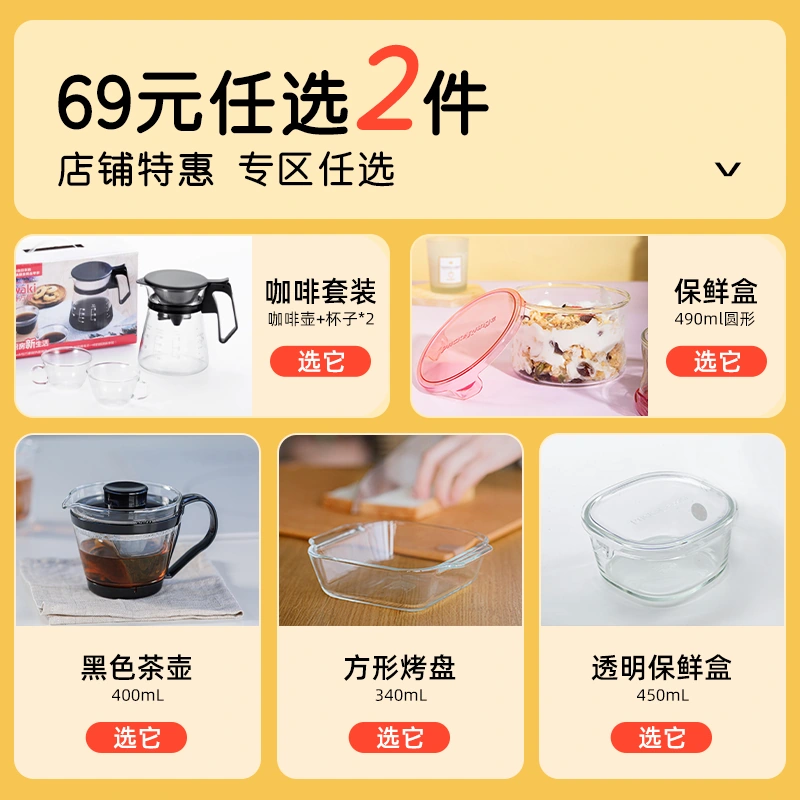 69元任选2件
店铺特惠 专区任选
咖啡套装
咖啡壶+杯子*2
选它
保鲜盒
490ml圆形
选它
黑色茶壶
400mL
选它
方形烤盘
340mL
选它
透明保鲜盒
450mL
选它